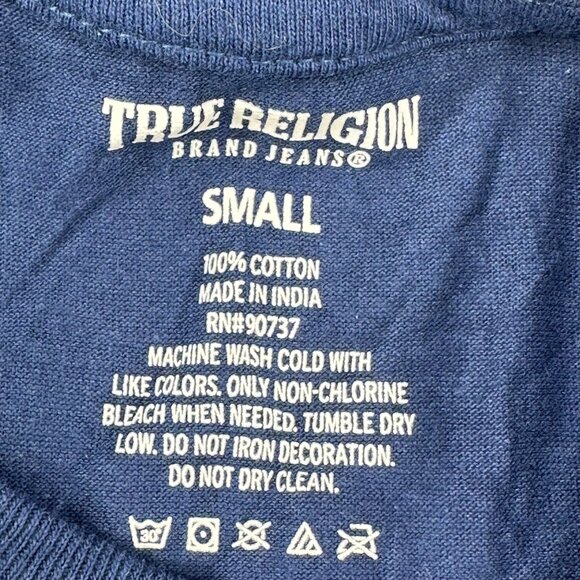 TRUE RELIGION
BRAND JEANS®
SMALL
100% COTTON
MADE IN INDIA
RN#90737
MACHINE WASH COLD WITH
LIKE COLORS. ONLY NON-CHLORINE
BLEACH WHEN NEEDED. TUMBLE DRY
LOW. DO NOT IRON DECORATION.
DO NOT DRY CLEAN.
30°